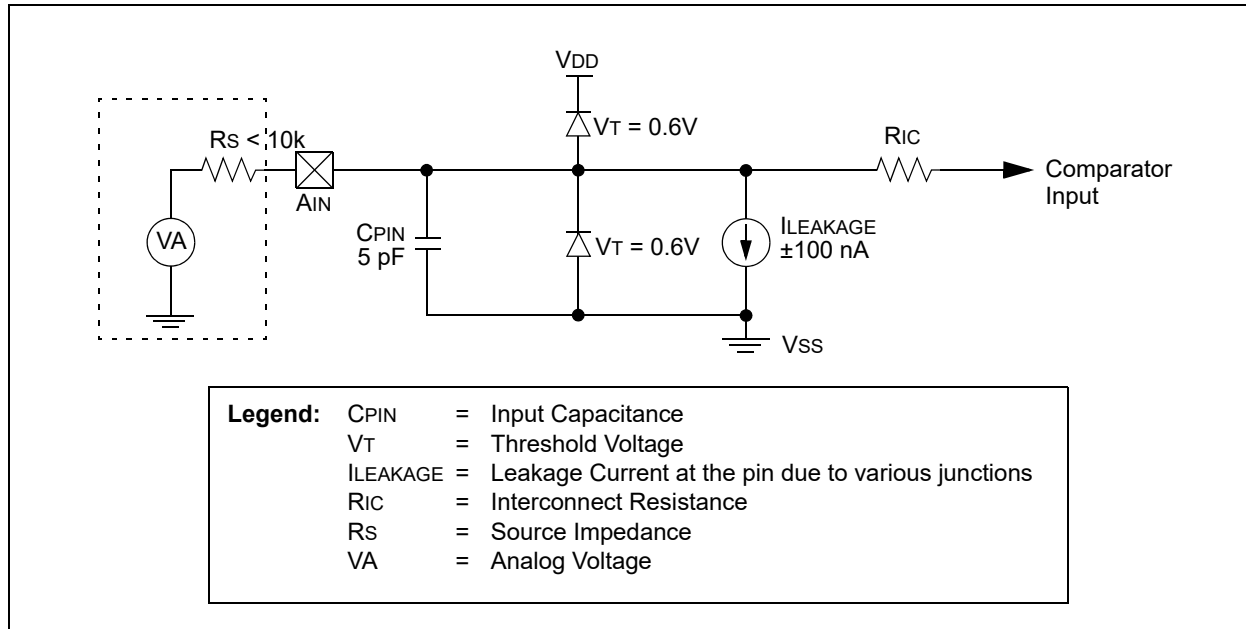 VDD
VT = 0.6V
RS < 10k
RIC
AIN
Comparator
Input
VA
CPIN
5 pF
VT = 0.6V
ILEAKAGE
±100 nA
VSS
Legend: CPIN = Input Capacitance
VT = Threshold Voltage
ILEAKAGE = Leakage Current at the pin due to various junctions
RIC = Interconnect Resistance
RS = Source Impedance
VA = Analog Voltage